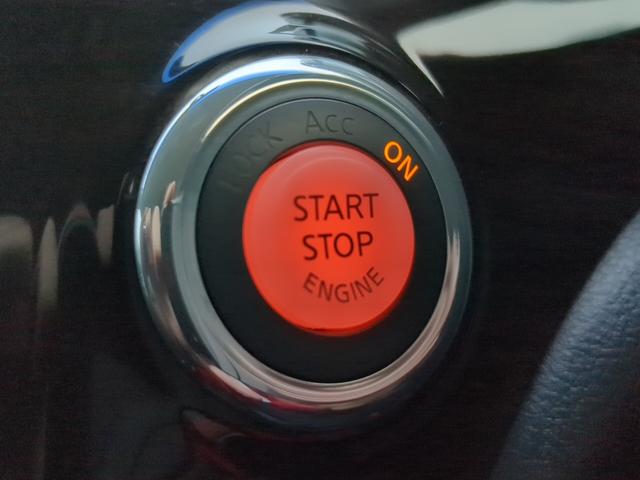 LOCK Acc ON
START
STOP
ENGINE